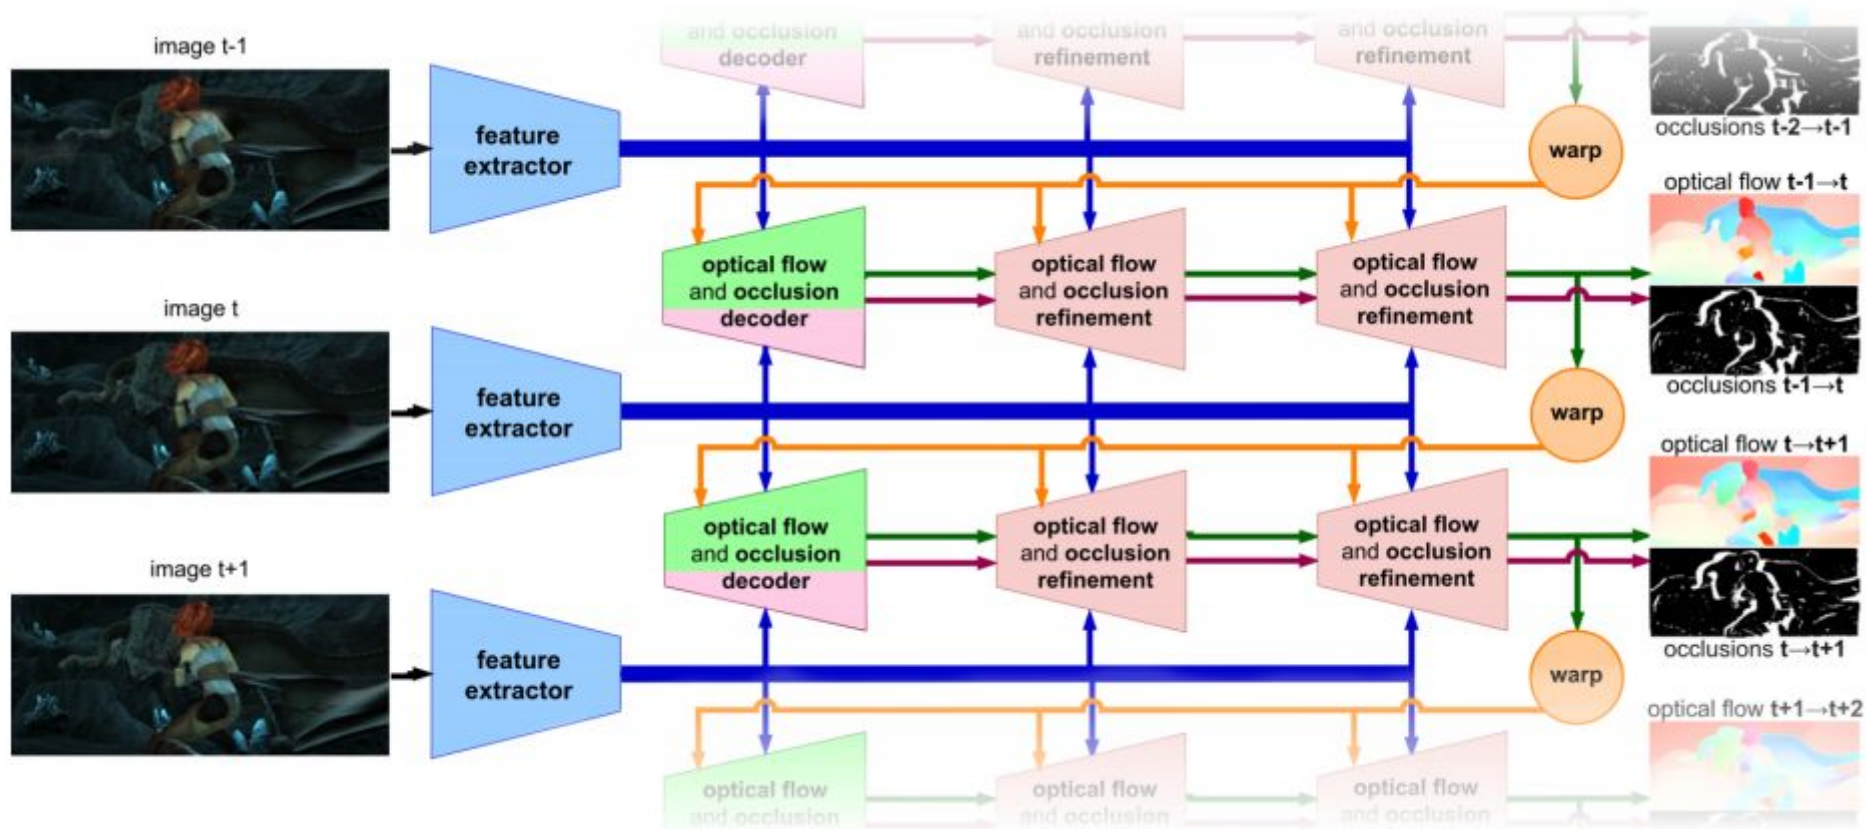 image t-1
and occlusion
decoder
and occlusion
refinement
and occlusion
refinement
occlusions t-2→t-1
feature
extractor
warp
optical flow t-1→t
optical flow
and occlusion
decoder
optical flow
and occlusion
refinement
optical flow
and occlusion
refinement
occlusions t-1→t
image t
feature
extractor
warp
optical flow t→t+1
optical flow
and occlusion
decoder
optical flow
and occlusion
refinement
optical flow
and occlusion
refinement
occlusions t→t+1
image t+1
feature
extractor
warp
optical flow t+1→t+2
optical flow
and occlusion
optical flow
and occlusion
optical flow
and occlusion